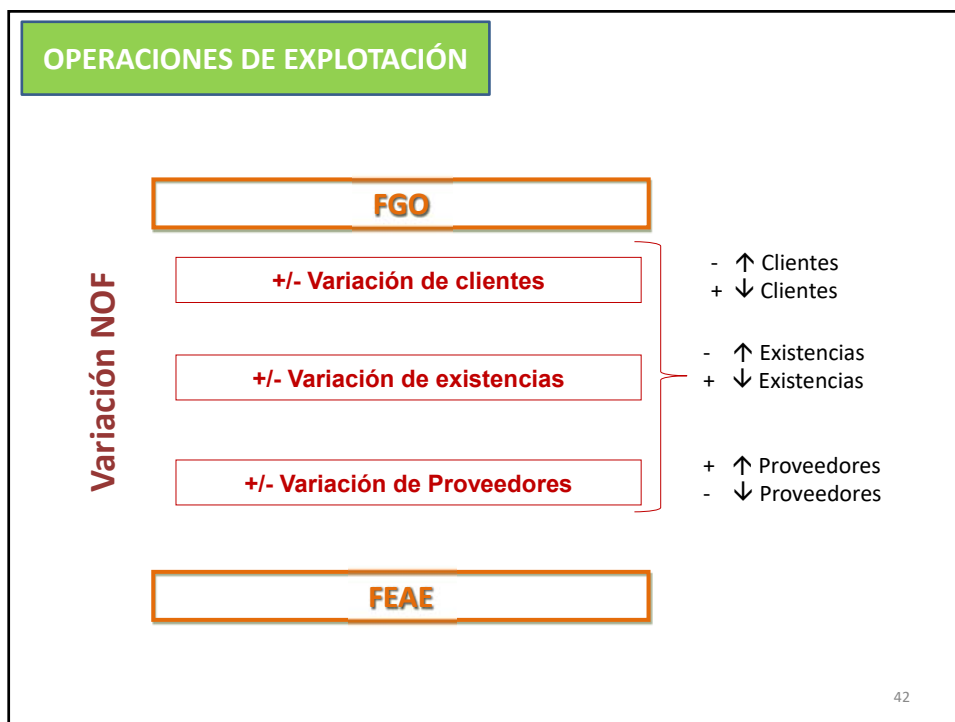 OPERACIONES DE EXPLOTACIÓN
FGO
Variación NOF
+/- Variación de clientes
- ↑ Clientes
+ ↓ Clientes
+/- Variación de existencias
- ↑ Existencias
+ ↓ Existencias
+/- Variación de Proveedores
+ ↑ Proveedores
- ↓ Proveedores
FEAE
42